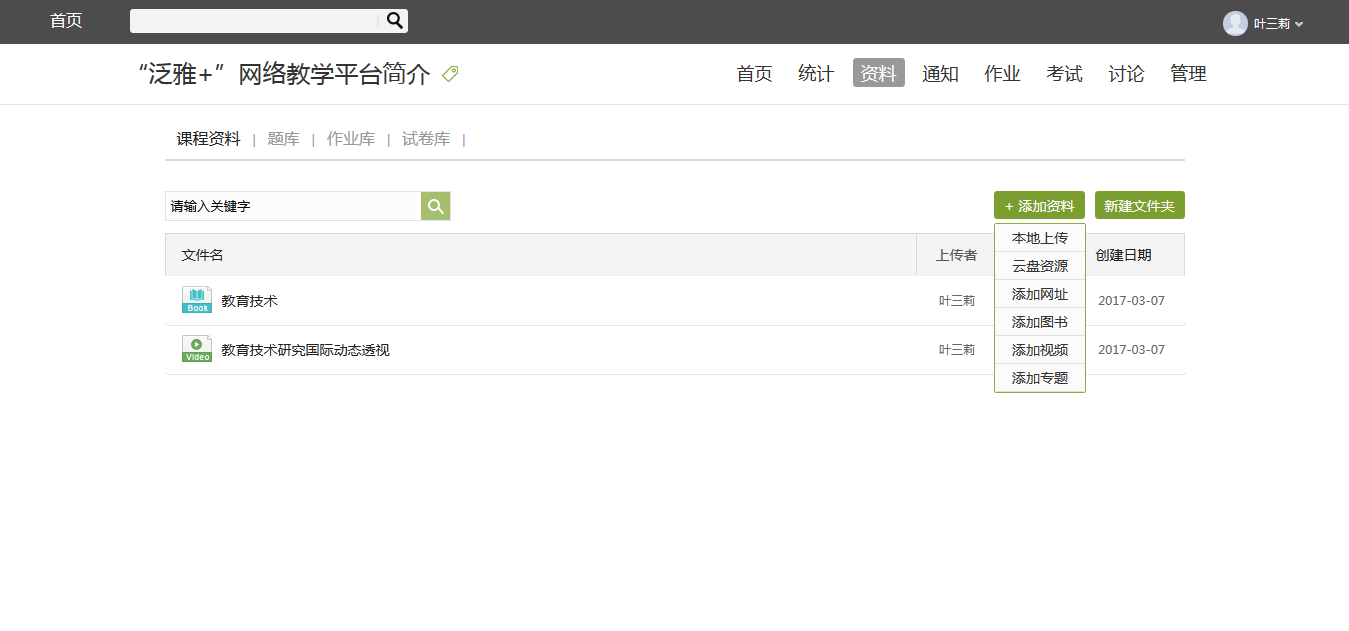 首页
叶三莉
“泛雅+”网络教学平台简介
首页 统计 资料 通知 作业 考试 讨论 管理
课程资料 | 题库 | 作业库 | 试卷库 |
请输入关键字
+ 添加资料 新建文件夹
本地上传
云盘资源
添加网址
添加图书
添加视频
添加专题
文件名 上传者 创建日期
Book 教育技术 叶三莉 2017-03-07
Video 教育技术研究国际动态透视 叶三莉 2017-03-07